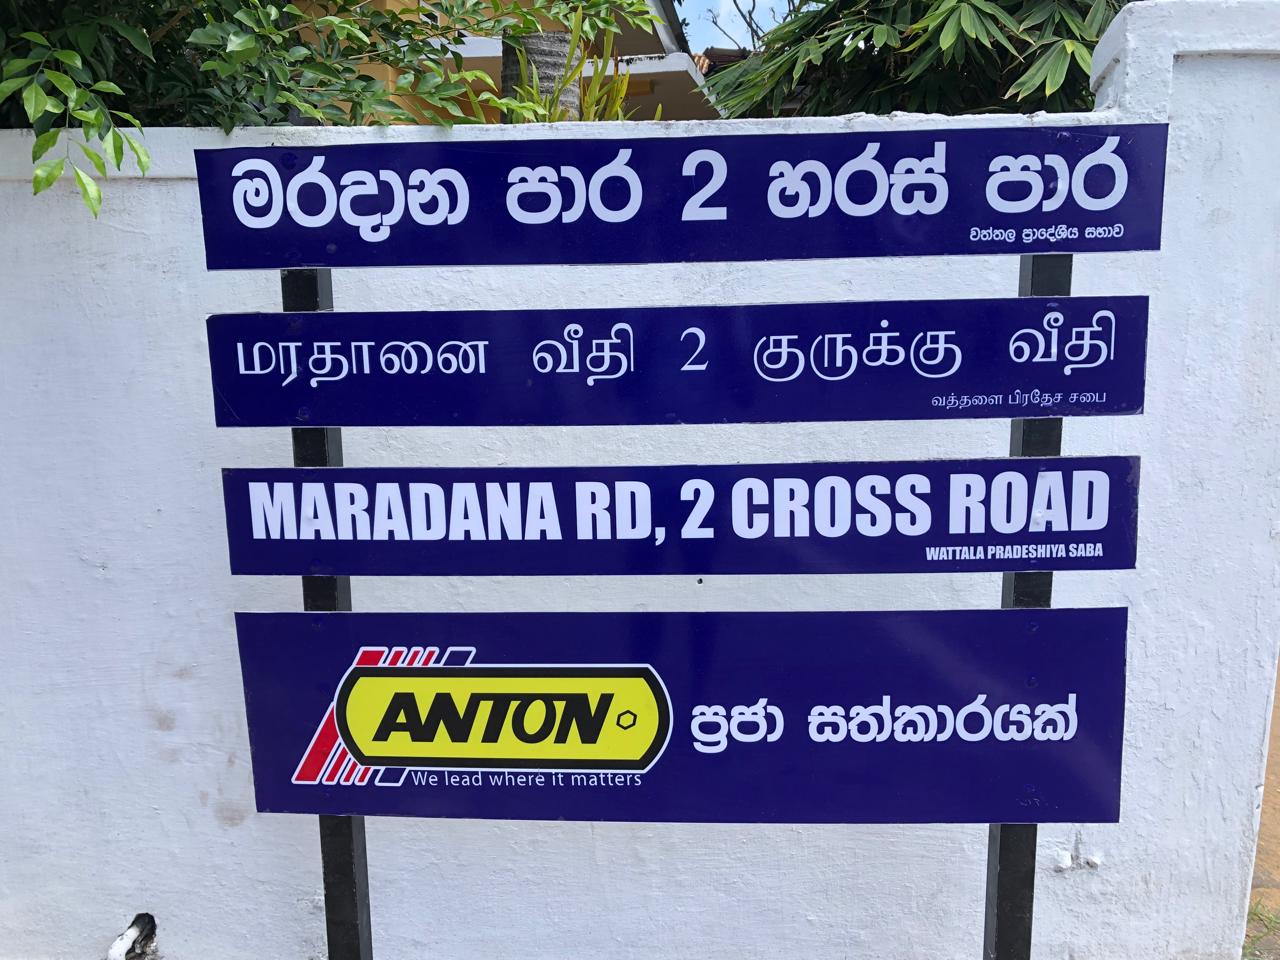 මරදාන පාර 2 හරස් පාර
වත්තල ප්‍රාදේශීය සභාව
மரதானை வீதி 2 குருக்கு வீதி
வத்தளை பிரதேச சபை
MARADANA RD, 2 CROSS ROAD
WATTALA PRADESHIYA SABA
ANTON
We lead where it matters
ප්‍රජා සත්කාරයක්